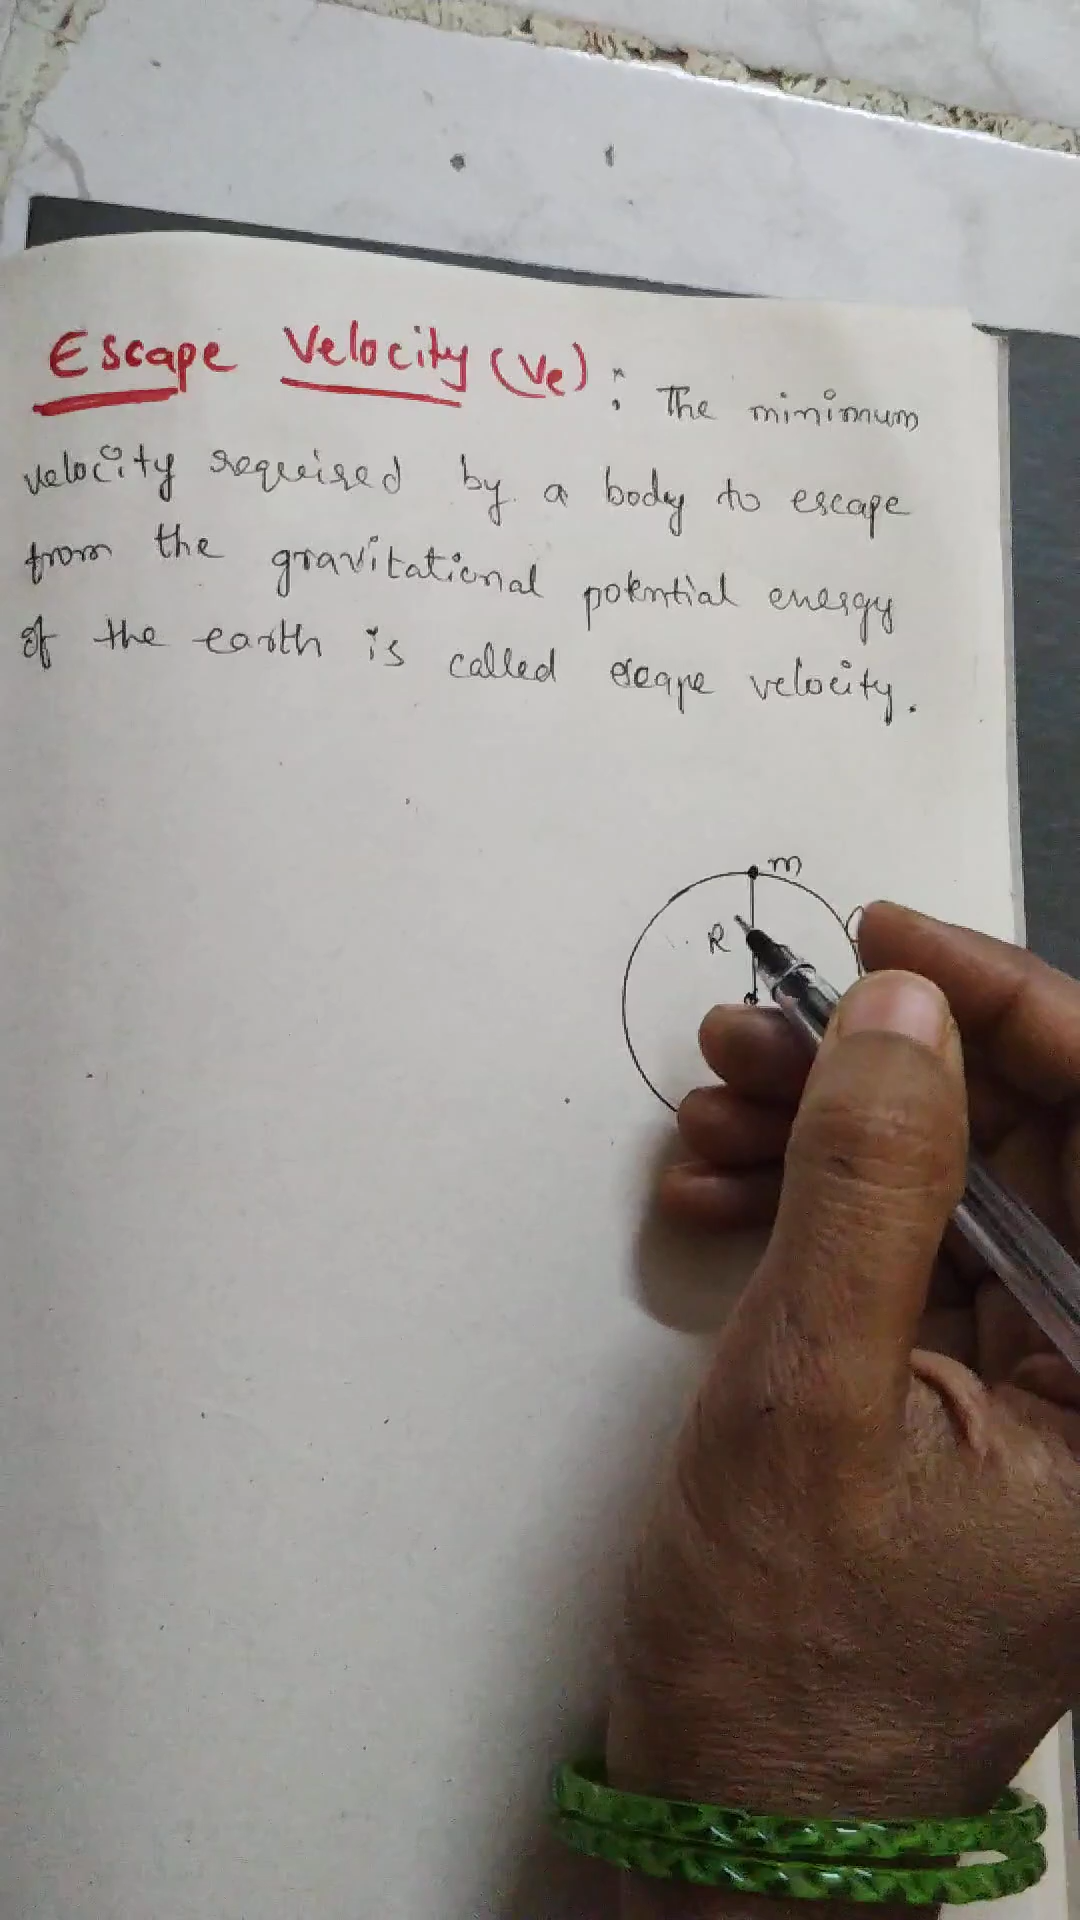 Escape Velocity (Ve) : The minimum
velocity required by a body to escape
from the gravitational potential energy
of the earth is called escape velocity.
m
R